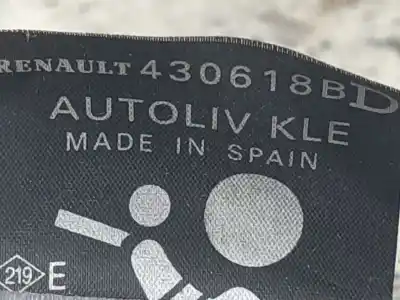 RENAULT 430618BD
AUTOLIV KLE
MADE IN SPAIN
219 E